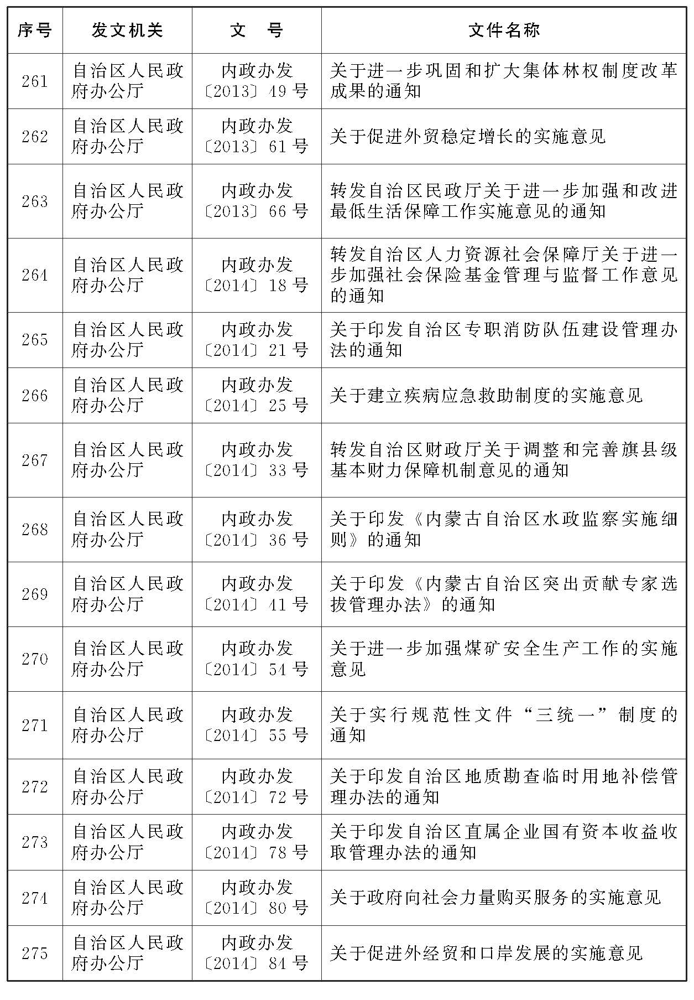 序号 发文机关 文 号 文件名称
261 自治区人民政 内政办发 关于进一步巩固和扩大集体林权制度改革
府办公厅 〔2013〕49号 成果的通知
262 自治区人民政 内政办发 关于促进外贸稳定增长的实施意见
府办公厅 〔2013〕61号
263 自治区人民政 内政办发 转发自治区民政厅关于进一步加强和改进
府办公厅 〔2013〕66号 最低生活保障工作实施意见的通知
264 自治区人民政 内政办发 转发自治区人力资源社会保障厅关于进一
府办公厅 〔2014〕18号 步加强社会保险基金管理与监督工作意见
的通知
265 自治区人民政 内政办发 关于印发自治区专职消防队伍建设管理办
府办公厅 〔2014〕21号 法的通知
266 自治区人民政 内政办发 关于建立疾病应急救助制度的实施意见
府办公厅 〔2014〕25号
267 自治区人民政 内政办发 转发自治区财政厅关于调整和完善旗县级
府办公厅 〔2014〕33号 基本财力保障机制意见的通知
268 自治区人民政 内政办发 关于印发《内蒙古自治区水政监察实施细
府办公厅 〔2014〕36号 则》的通知
269 自治区人民政 内政办发 关于印发《内蒙古自治区突出贡献专家选
府办公厅 〔2014〕41号 拔管理办法》的通知
270 自治区人民政 内政办发 关于进一步加强煤矿安全生产工作的实施
府办公厅 〔2014〕54号 意见
271 自治区人民政 内政办发 关于实行规范性文件“三统一”制度的
府办公厅 〔2014〕55号 通知
272 自治区人民政 内政办发 关于印发自治区地质勘查临时用地补偿管
府办公厅 〔2014〕72号 理办法的通知
273 自治区人民政 内政办发 关于印发自治区直属企业国有资本收益收
府办公厅 〔2014〕78号 取管理办法的通知
274 自治区人民政 内政办发 关于政府向社会力量购买服务的实施意见
府办公厅 〔2014〕80号
275 自治区人民政 内政办发 关于促进外经贸和口岸发展的实施意见
府办公厅 〔2014〕84号